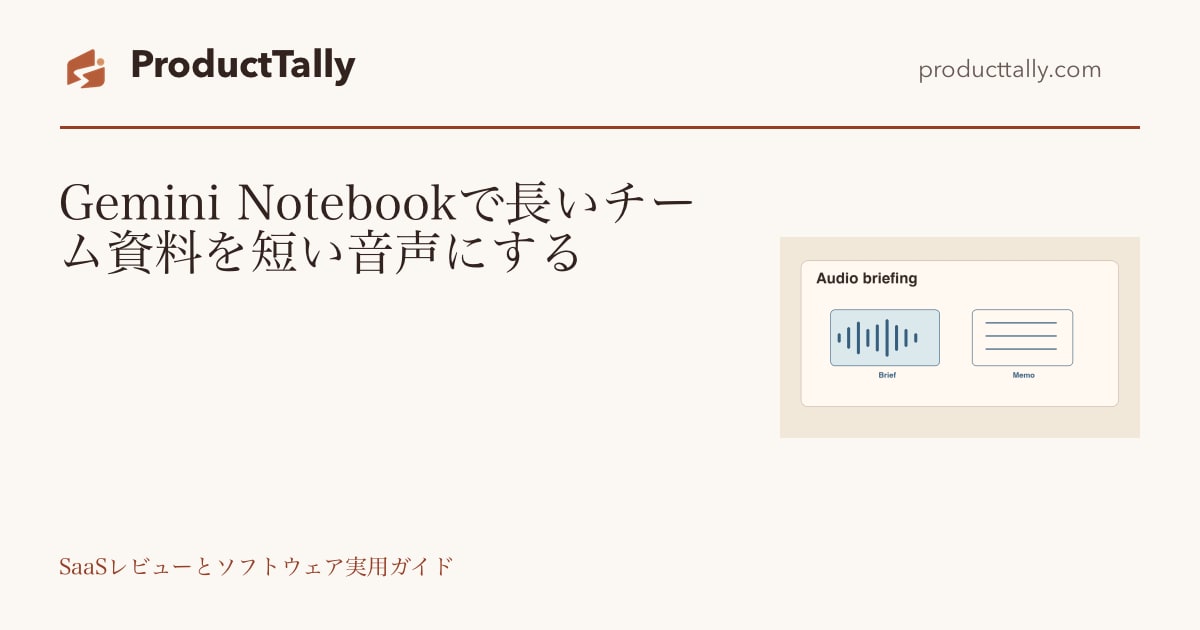 ProductTally
producttally.com
Gemini Notebookで長いチー
ム資料を短い音声にする
Audio briefing
Brief
Memo
SaaSレビューとソフトウェア実用ガイド